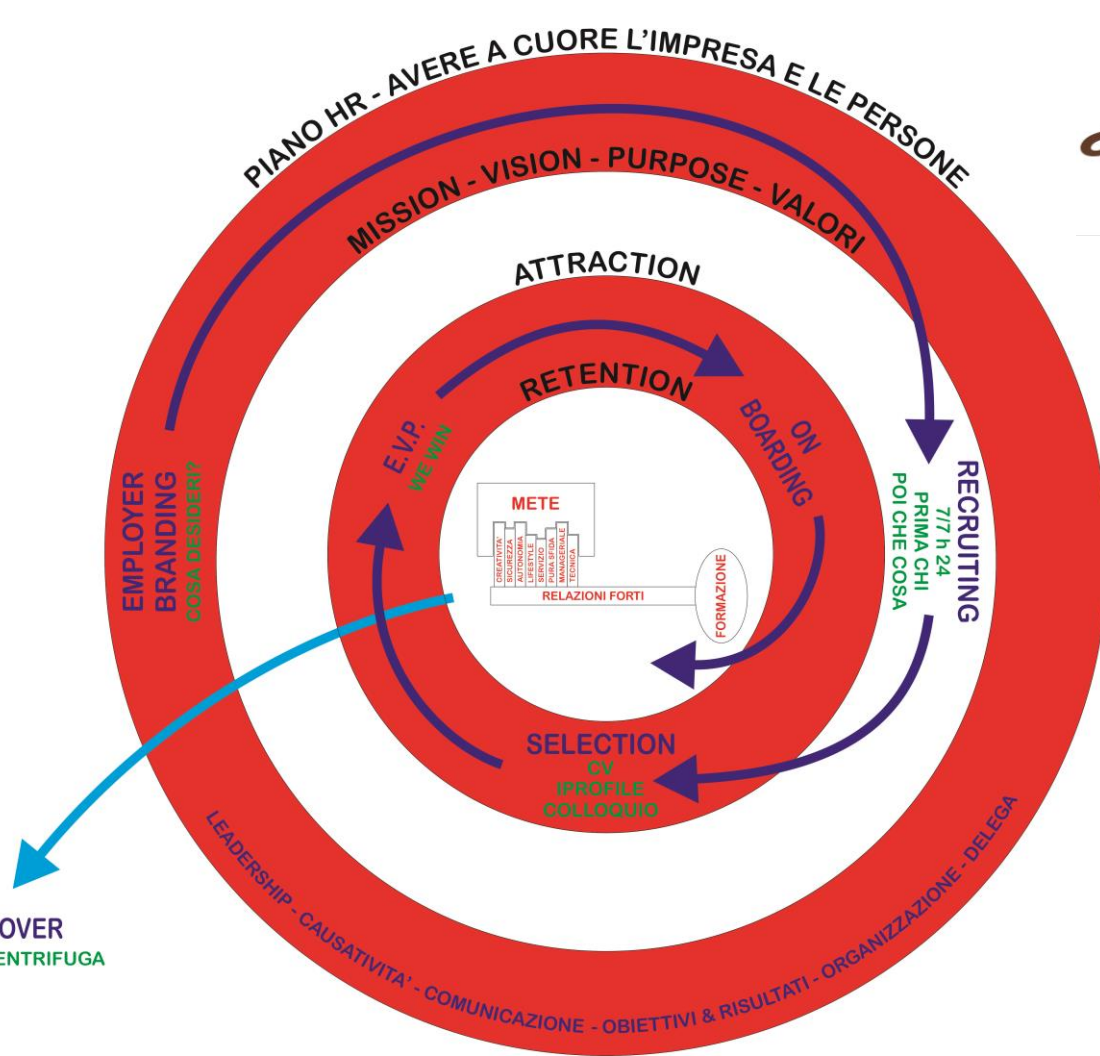 PIANO HR - AVERE A CUORE L'IMPRESA E LE PERSONE
MISSION - VISION - PURPOSE - VALORI
ATTRACTION
RETENTION
E.V.P.
WE WIN
ON
BOARDING
EMPLOYER
BRANDING
COSA DESIDERI?
RECRUITING
7/7 h 24
PRIMA CHI
POI CHE COSA
METE
CREATIVITA'
SICUREZZA
AUTONOMIA
LIFESTYLE
SERVIZIO
PURA SFIDA
MANAGERIALE
TECNICA
RELAZIONI FORTI
FORMAZIONE
SELECTION
CV
IPROFILE
COLLOQUIO
LEADERSHIP - CAUSATIVITA' - COMUNICAZIONE - OBIETTIVI & RISULTATI - ORGANIZZAZIONE - DELEGA
OVER
ENTRIFUGA